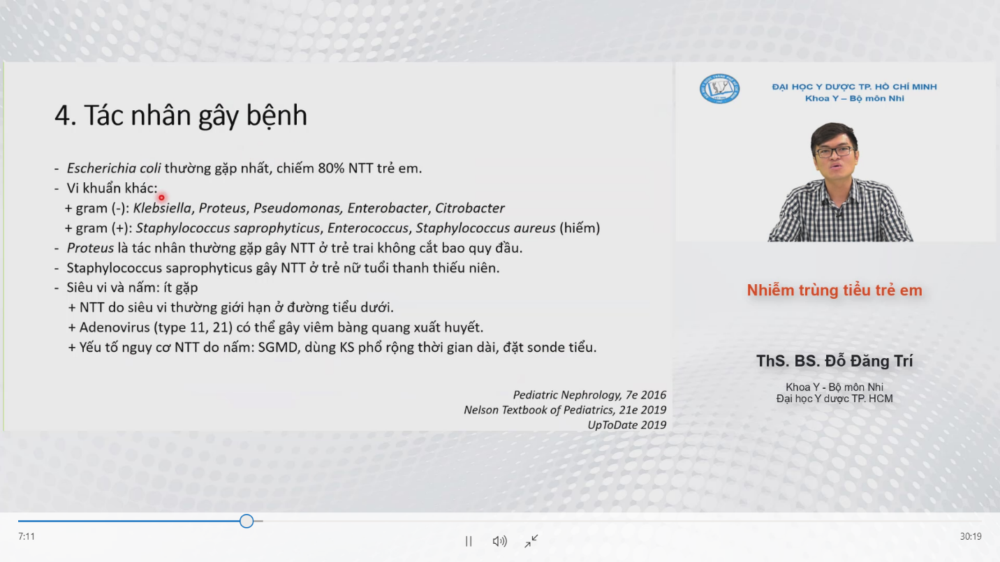 4. Tác nhân gây bệnh
- Escherichia coli thường gặp nhất, chiếm 80% NTT trẻ em.
- Vi khuẩn khác:
+ gram (-): Klebsiella, Proteus, Pseudomonas, Enterobacter, Citrobacter
+ gram (+): Staphylococcus saprophyticus, Enterococcus, Staphylococcus aureus (hiếm)
- Proteus là tác nhân thường gặp gây NTT ở trẻ trai không cắt bao quy đầu.
- Staphylococcus saprophyticus gây NTT ở trẻ nữ tuổi thanh thiếu niên.
- Siêu vi và nấm: ít gặp
+ NTT do siêu vi thường giới hạn ở đường tiểu dưới.
+ Adenovirus (type 11, 21) có thể gây viêm bàng quang xuất huyết.
+ Yếu tố nguy cơ NTT do nấm: SGMD, dùng KS phổ rộng thời gian dài, đặt sonde tiểu.
Pediatric Nephrology, 7e 2016
Nelson Textbook of Pediatrics, 21e 2019
UpToDate 2019
ĐẠI HỌC Y DƯỢC TP. HỒ CHÍ MINH
Khoa Y – Bộ môn Nhi
Nhiễm trùng tiểu trẻ em
ThS. BS. Đỗ Đăng Trí
Khoa Y - Bộ môn Nhi
Đại học Y dược TP. HCM
7:11
30:19